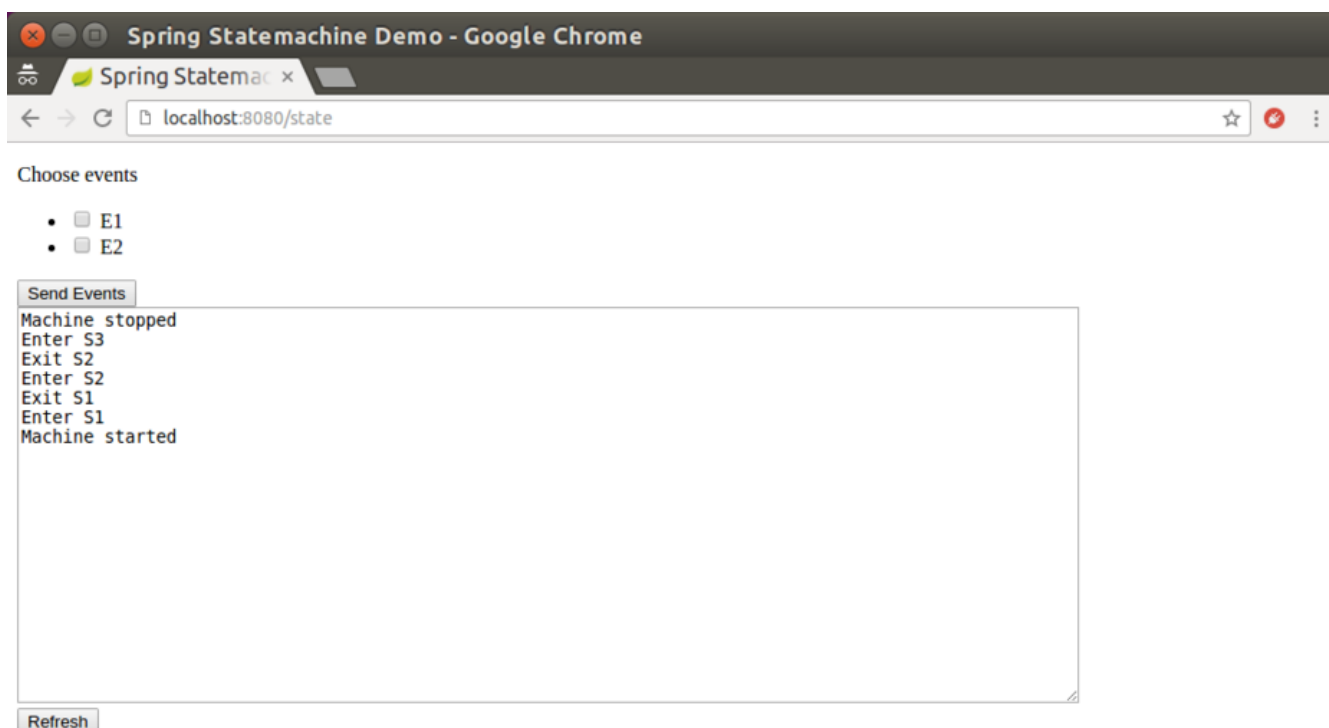 Spring Statemachine Demo - Google Chrome
Spring Statemac
localhost:8080/state
Choose events
E1
E2
Send Events
Machine stopped
Enter S3
Exit S2
Enter S2
Exit S1
Enter S1
Machine started
Refresh